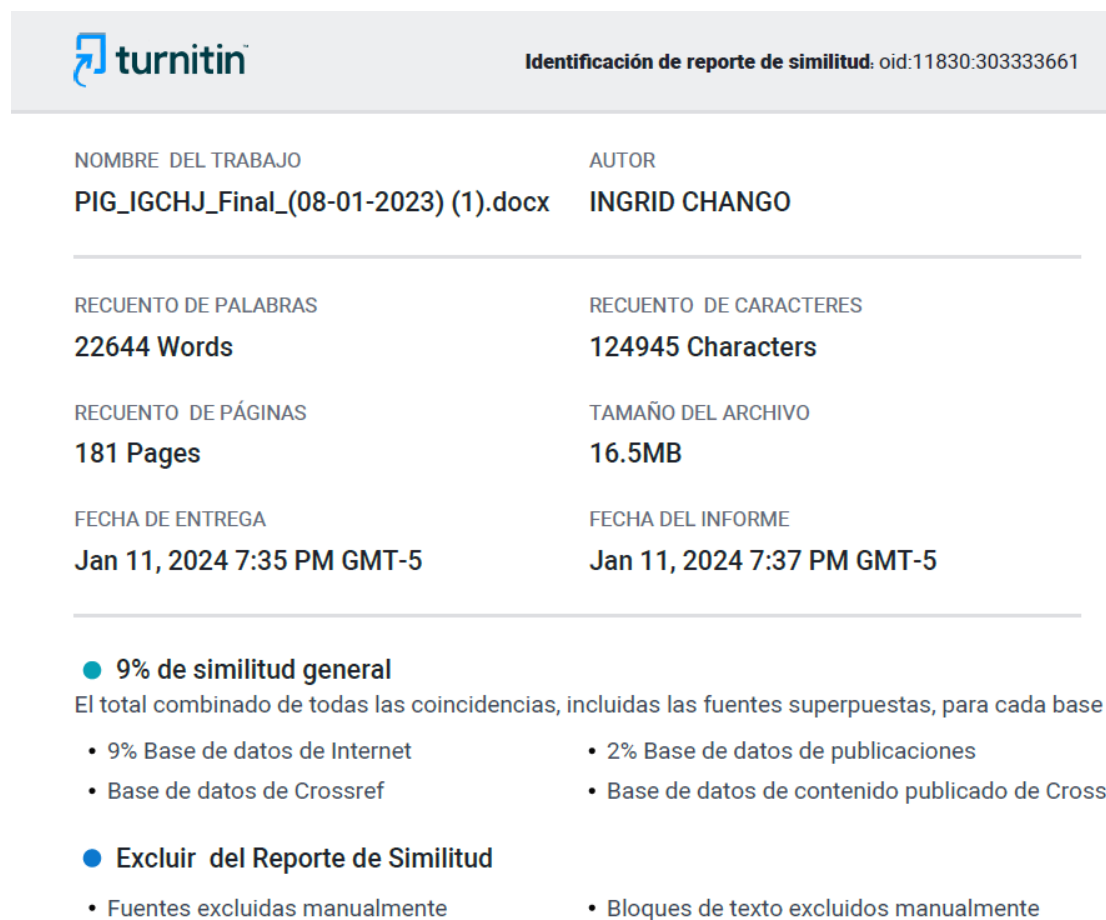 turnitin
Identificación de reporte de similitud: oid:11830:303333661
NOMBRE DEL TRABAJO
PIG_IGCHJ_Final_(08-01-2023) (1).docx
AUTOR
INGRID CHANGO
RECUENTO DE PALABRAS
22644 Words
RECUENTO DE CARACTERES
124945 Characters
RECUENTO DE PÁGINAS
181 Pages
TAMAÑO DEL ARCHIVO
16.5MB
FECHA DE ENTREGA
Jan 11, 2024 7:35 PM GMT-5
FECHA DEL INFORME
Jan 11, 2024 7:37 PM GMT-5
● 9% de similitud general
El total combinado de todas las coincidencias, incluidas las fuentes superpuestas, para cada base
• 9% Base de datos de Internet
• 2% Base de datos de publicaciones
• Base de datos de Crossref
• Base de datos de contenido publicado de Cross
● Excluir del Reporte de Similitud
• Fuentes excluidas manualmente
• Bloques de texto excluidos manualmente